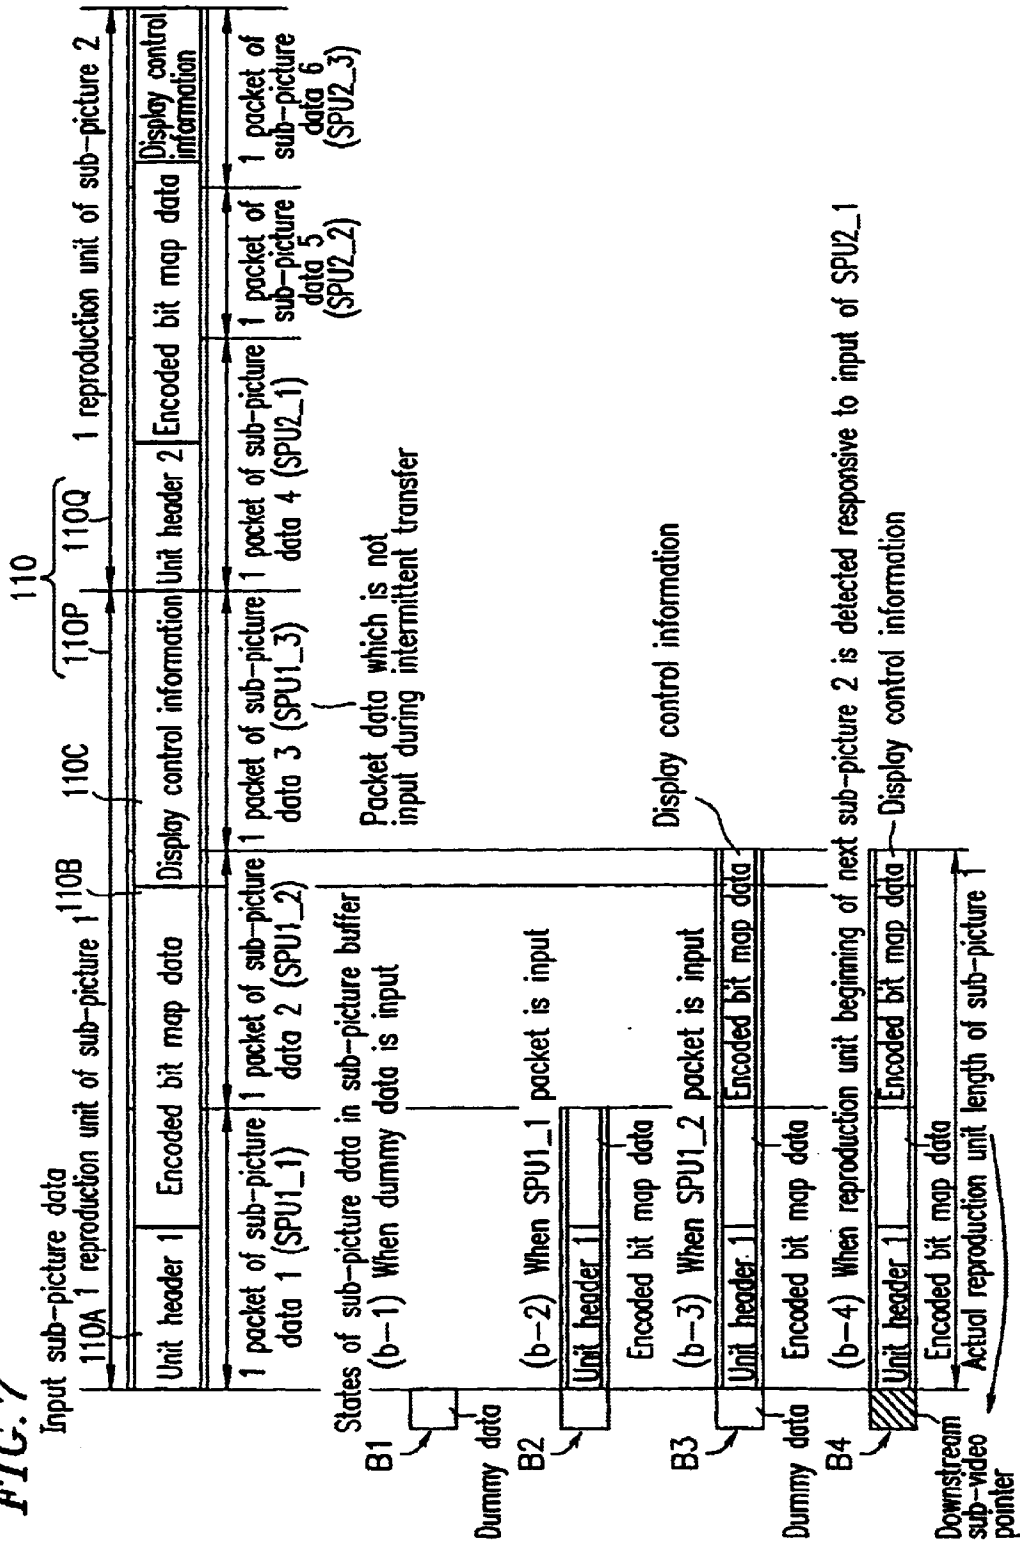 FIG. 7
Input sub-picture data
110
110A
1 reproduction unit of sub-picture 1
110B
110C
110P
110Q
1 reproduction unit of sub-picture 2
Unit header 1
Encoded bit map data
Display control information
Unit header 2
Encoded bit map data
Display control
information
1 packet of sub-picture
data 1 (SPU1_1)
1 packet of sub-picture
data 2 (SPU1_2)
1 packet of sub-picture
data 3 (SPU1_3)
1 packet of sub-picture
data 4 (SPU2_1)
1 packet of
sub-picture
data 5
(SPU2_2)
1 packet of
sub-picture
data 6
(SPU2_3)
Packet data which is not
input during intermittent transfer
States of sub-picture data in sub-picture buffer
(b-1) When dummy data is input
B1
Dummy data
(b-2) When SPU1_1 packet is input
B2
Unit header 1
Encoded bit map data
(b-3) When SPU1_2 packet is input
B3
Unit header 1
Encoded bit map data
Display control information
Dummy data
Encoded bit map data
(b-4) When reproduction unit beginning of next sub-picture 2 is detected responsive to input of SPU2_1
B4
Unit header 1
Encoded bit map data
Display control information
Encoded bit map data
Downstream
sub-video
pointer
Actual reproduction unit length of sub-picture 1